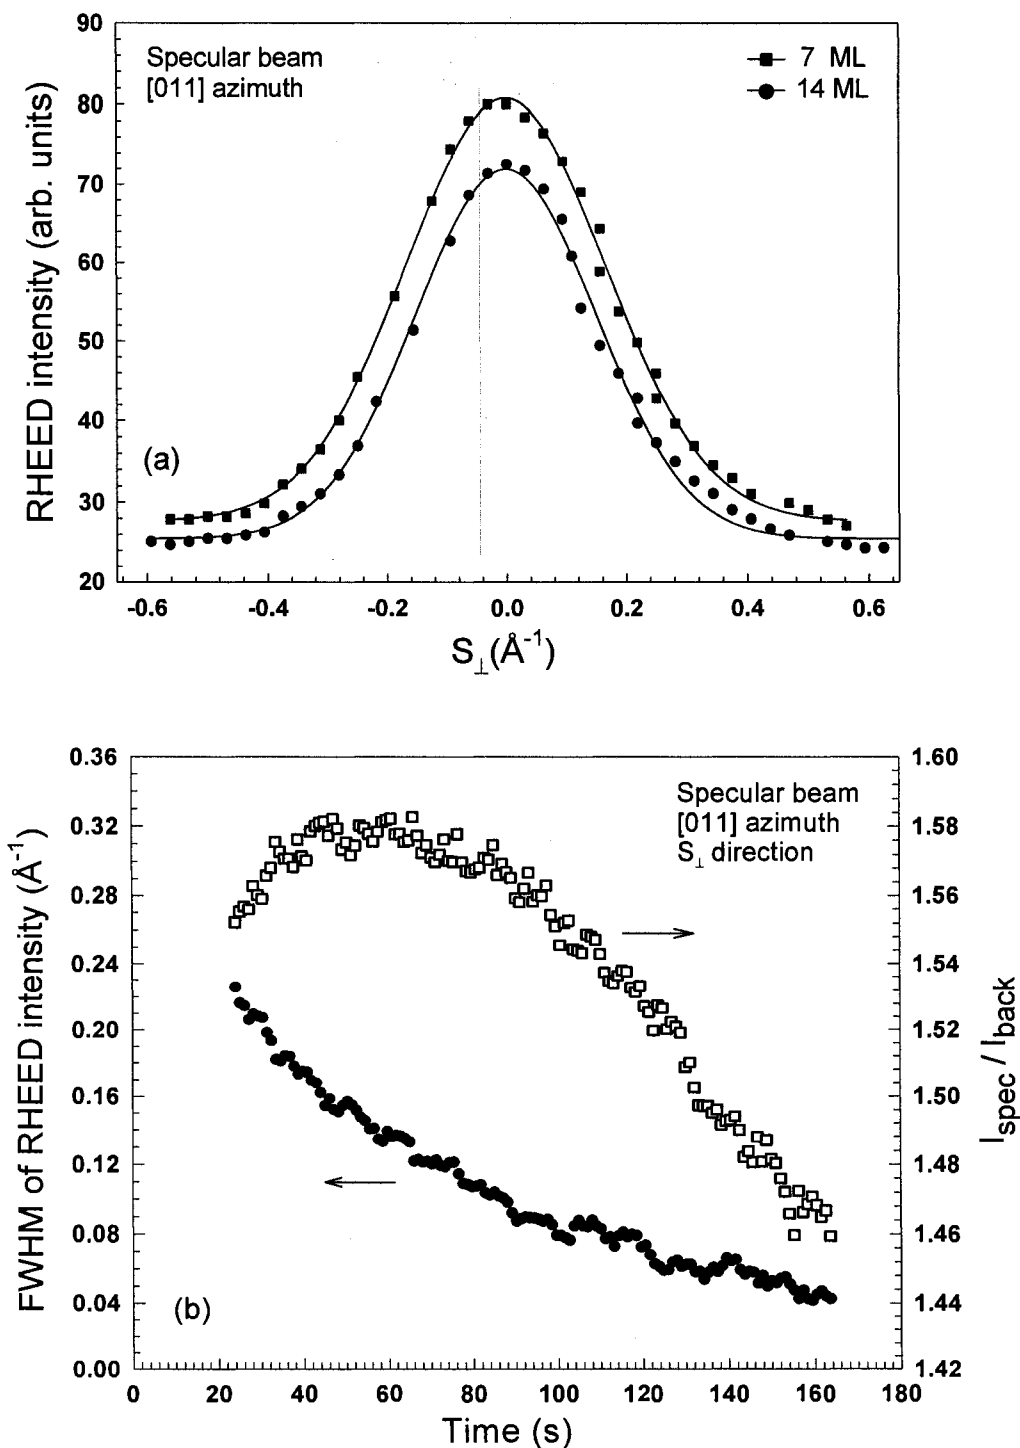 90
80
70
60
50
40
30
20
RHEED intensity (arb. units)
Specular beam
[011] azimuth
7 ML
14 ML
(a)
-0.6 -0.4 -0.2 0.0 0.2 0.4 0.6
S⊥(Å⁻¹)
0.36
0.32
0.28
0.24
0.20
0.16
0.12
0.08
0.04
0.00
FWHM of RHEED intensity (Å⁻¹)
Specular beam
[011] azimuth
S⊥ direction
(b)
1.60
1.58
1.56
1.54
1.52
1.50
1.48
1.46
1.44
1.42
I_spec / I_back
0 20 40 60 80 100 120 140 160 180
Time (s)